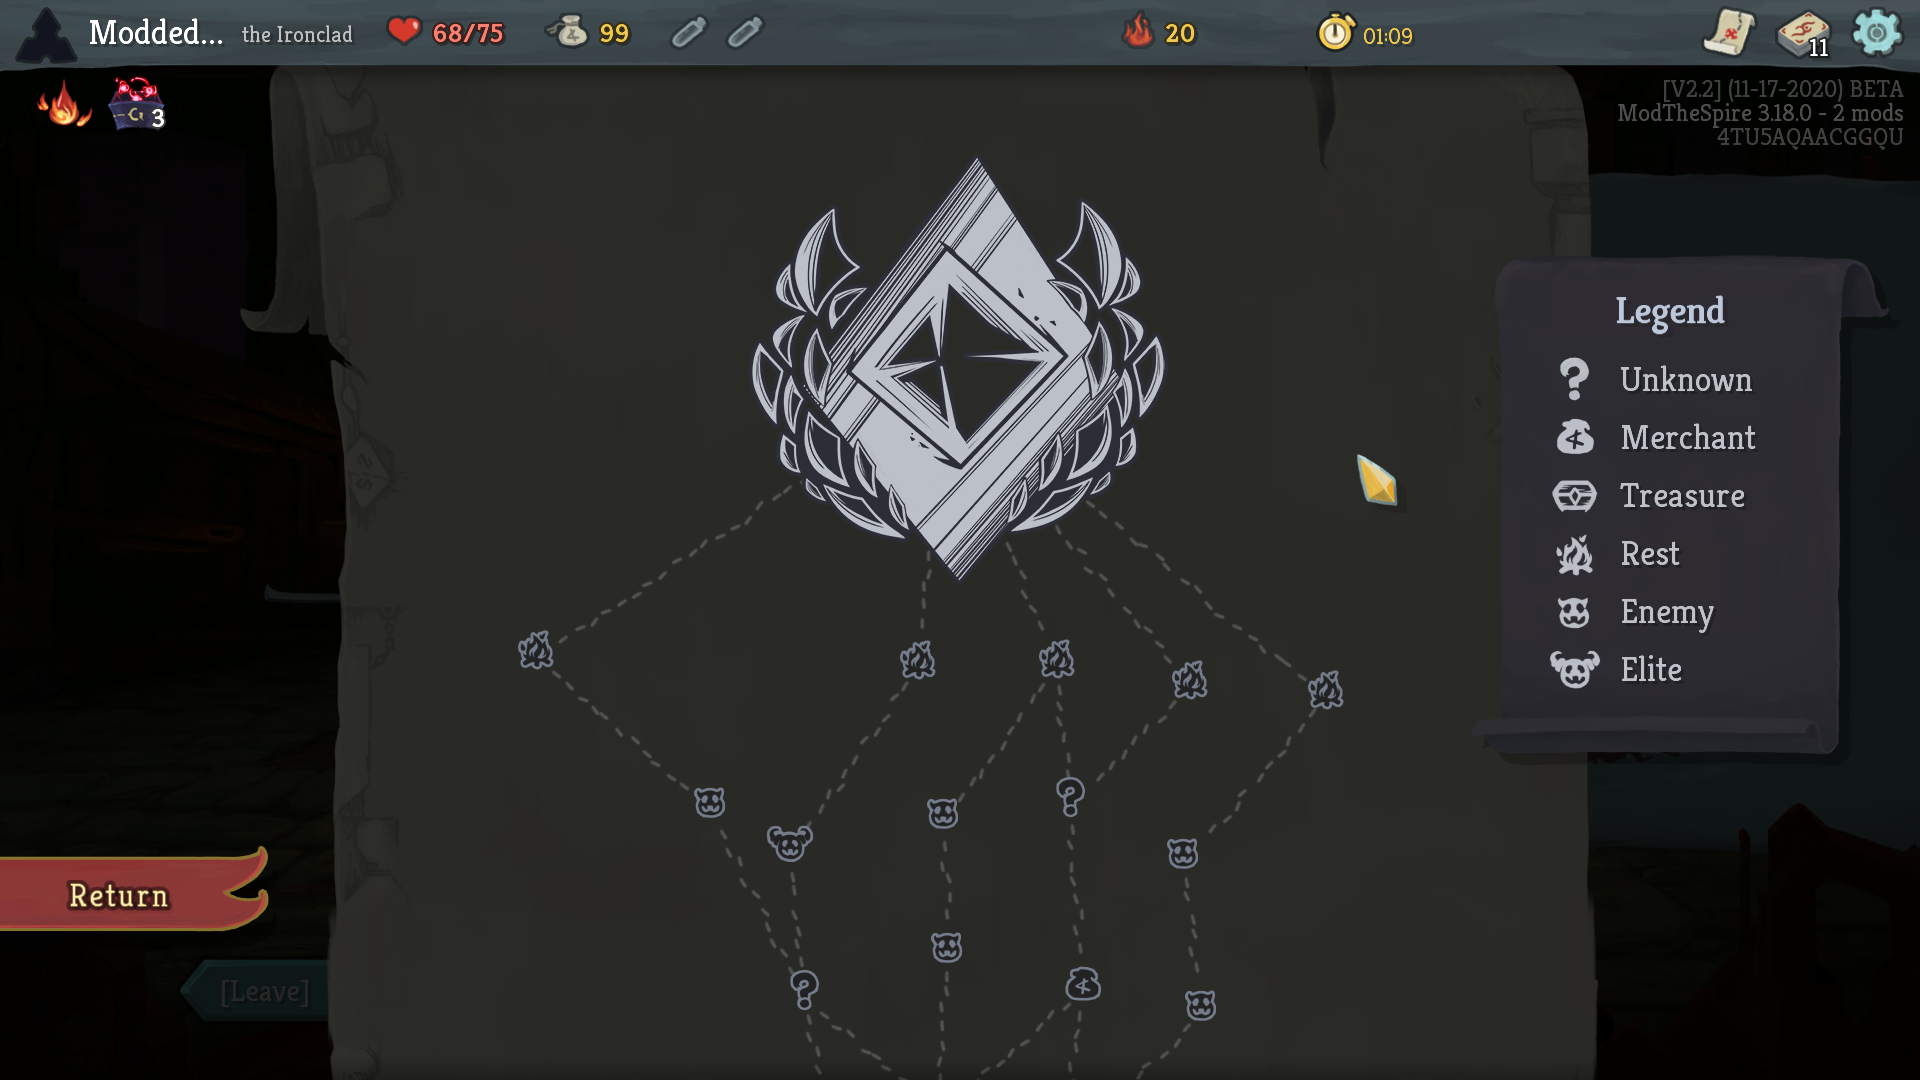 Modded... the Ironclad 68/75 99 20 01:09 11
3
[V2.2] (11-17-2020) BETA
ModTheSpire 3.18.0 - 2 mods
4TU5AQAACGGQU
Legend
Unknown
Merchant
Treasure
Rest
Enemy
Elite
Return
[Leave]